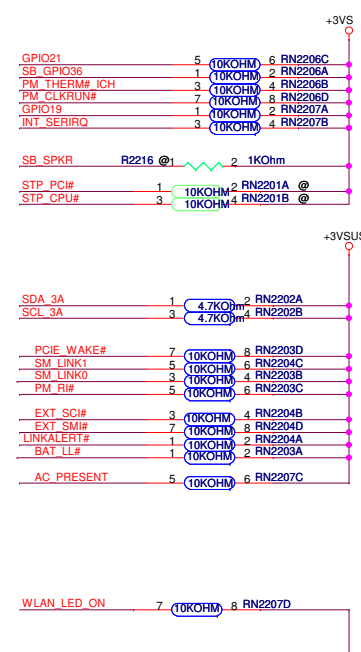 +3VS
GPIO21 5 10KOHM 6 RN2206C
SB_GPIO36 1 10KOHM 2 RN2206A
PM_THERM#_ICH 3 10KOHM 4 RN2206B
PM_CLKRUN# 7 10KOHM 8 RN2206D
GPIO19 1 10KOHM 2 RN2207A
INT_SERIRQ 3 10KOHM 4 RN2207B
SB_SPKR R2216 @ 1 2 1KOhm
STP_PCI# 1 10KOHM 2 RN2201A @
STP_CPU# 3 10KOHM 4 RN2201B @
+3VSUS
SDA_3A 1 4.7KOhm 2 RN2202A
SCL_3A 3 4.7KOhm 4 RN2202B
PCIE_WAKE# 7 10KOHM 8 RN2203D
SM_LINK1 5 10KOHM 6 RN2204C
SM_LINK0 3 10KOHM 4 RN2203B
PM_RI# 5 10KOHM 6 RN2203C
EXT_SCI# 3 10KOHM 4 RN2204B
EXT_SMI# 7 10KOHM 8 RN2204D
LINKALERT# 1 10KOHM 2 RN2204A
BAT_LL# 1 10KOHM 2 RN2203A
AC_PRESENT 5 10KOHM 6 RN2207C
WLAN_LED_ON 7 10KOHM 8 RN2207D